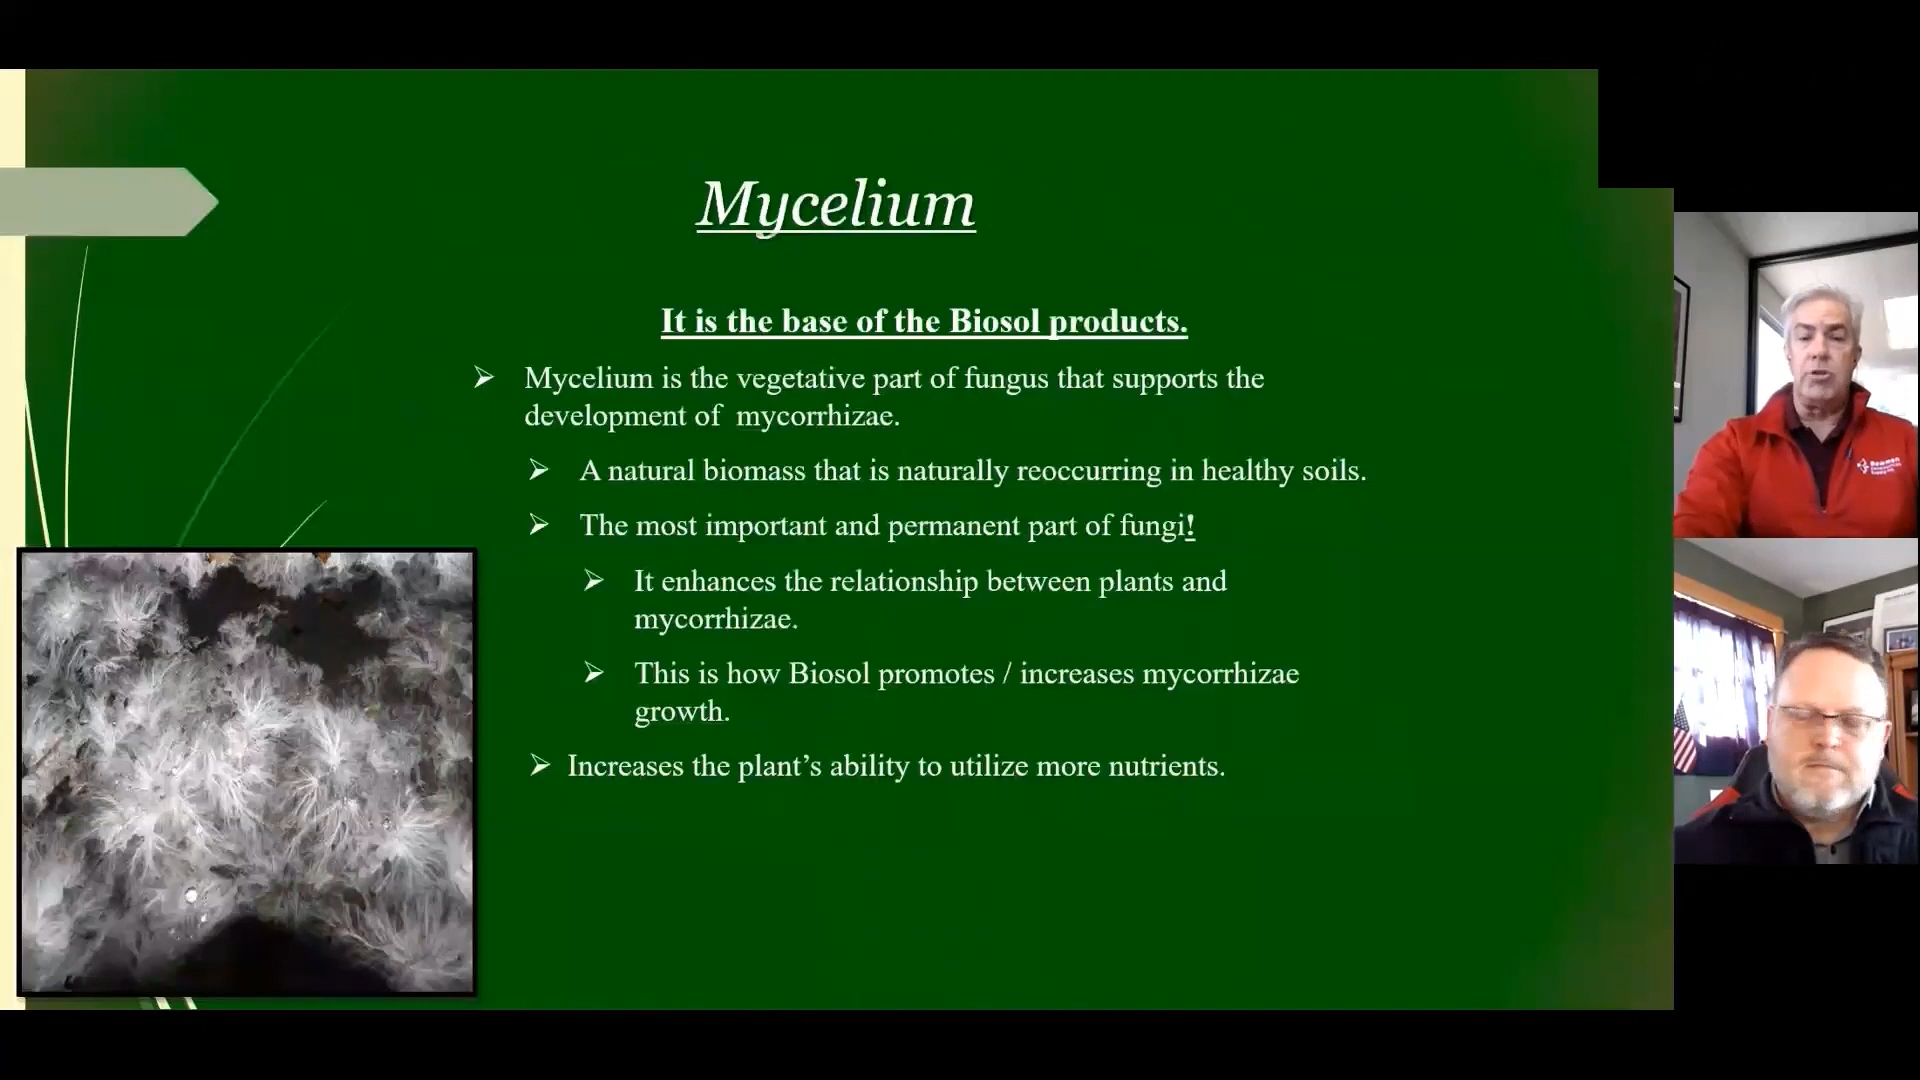 Mycelium
It is the base of the Biosol products.
➢ Mycelium is the vegetative part of fungus that supports the
development of mycorrhizae.
➢ A natural biomass that is naturally reoccurring in healthy soils.
➢ The most important and permanent part of fungi!
➢ It enhances the relationship between plants and
mycorrhizae.
➢ This is how Biosol promotes / increases mycorrhizae
growth.
➢ Increases the plant’s ability to utilize more nutrients.